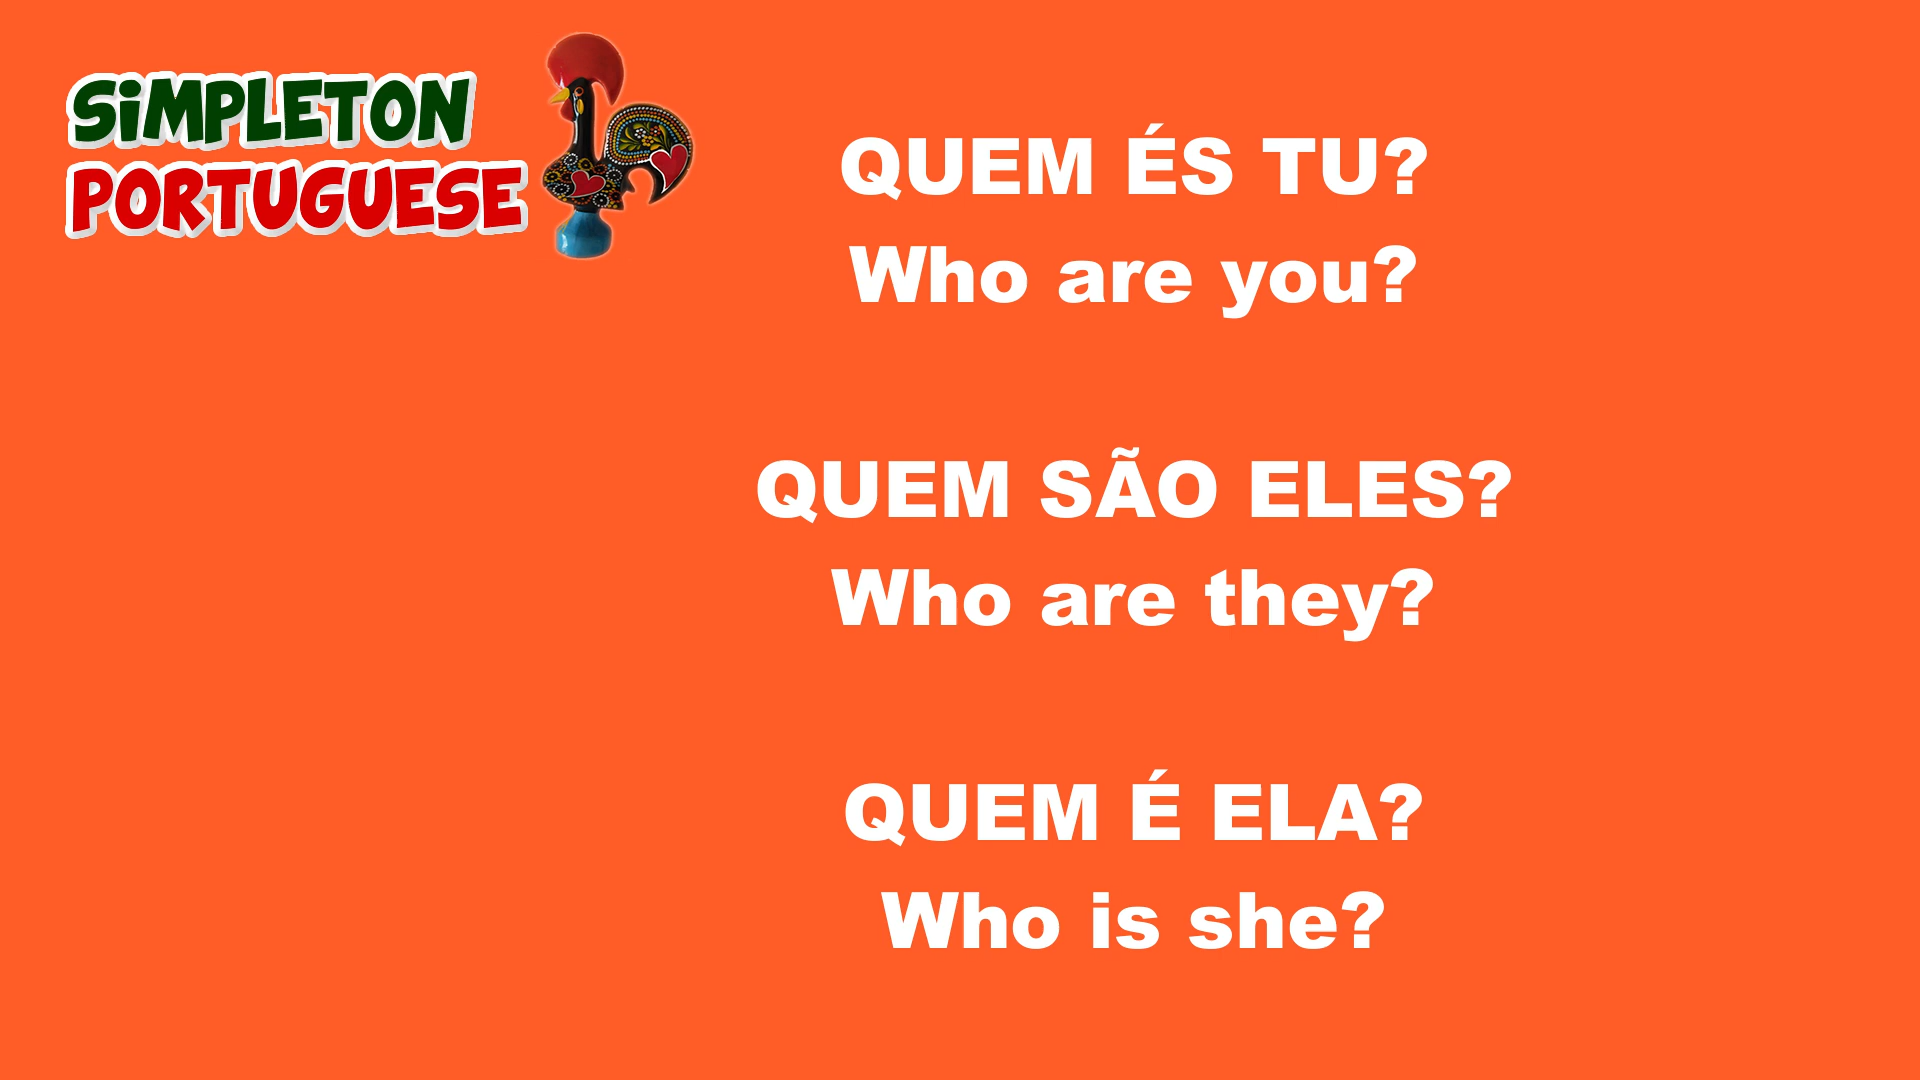 SiMPLETON
PORTUGUESE
QUEM ÉS TU?
Who are you?
QUEM SÃO ELES?
Who are they?
QUEM É ELA?
Who is she?